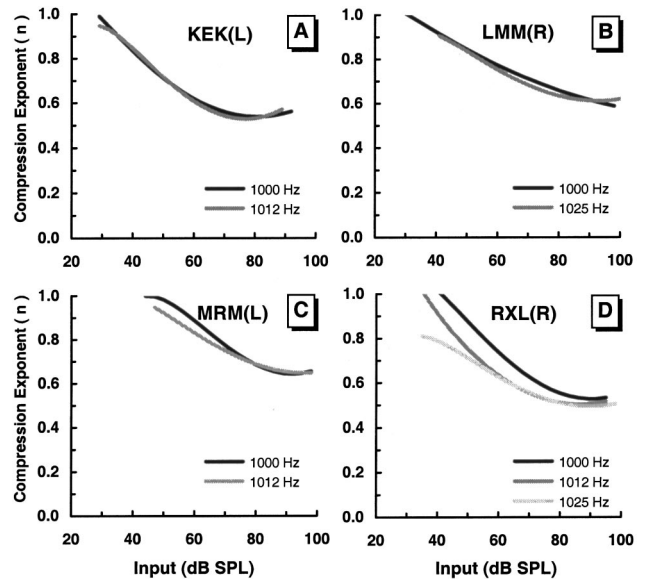 KEK(L)
A
Compression Exponent ( n )
1.0
0.8
0.6
0.4
0.2
0.0
1000 Hz
1012 Hz
20 40 60 80 100
LMM(R)
B
1.0
0.8
0.6
0.4
0.2
0.0
1000 Hz
1025 Hz
20 40 60 80 100
MRM(L)
C
Compression Exponent ( n )
1.0
0.8
0.6
0.4
0.2
0.0
1000 Hz
1012 Hz
20 40 60 80 100
Input (dB SPL)
RXL(R)
D
1.0
0.8
0.6
0.4
0.2
0.0
1000 Hz
1012 Hz
1025 Hz
20 40 60 80 100
Input (dB SPL)